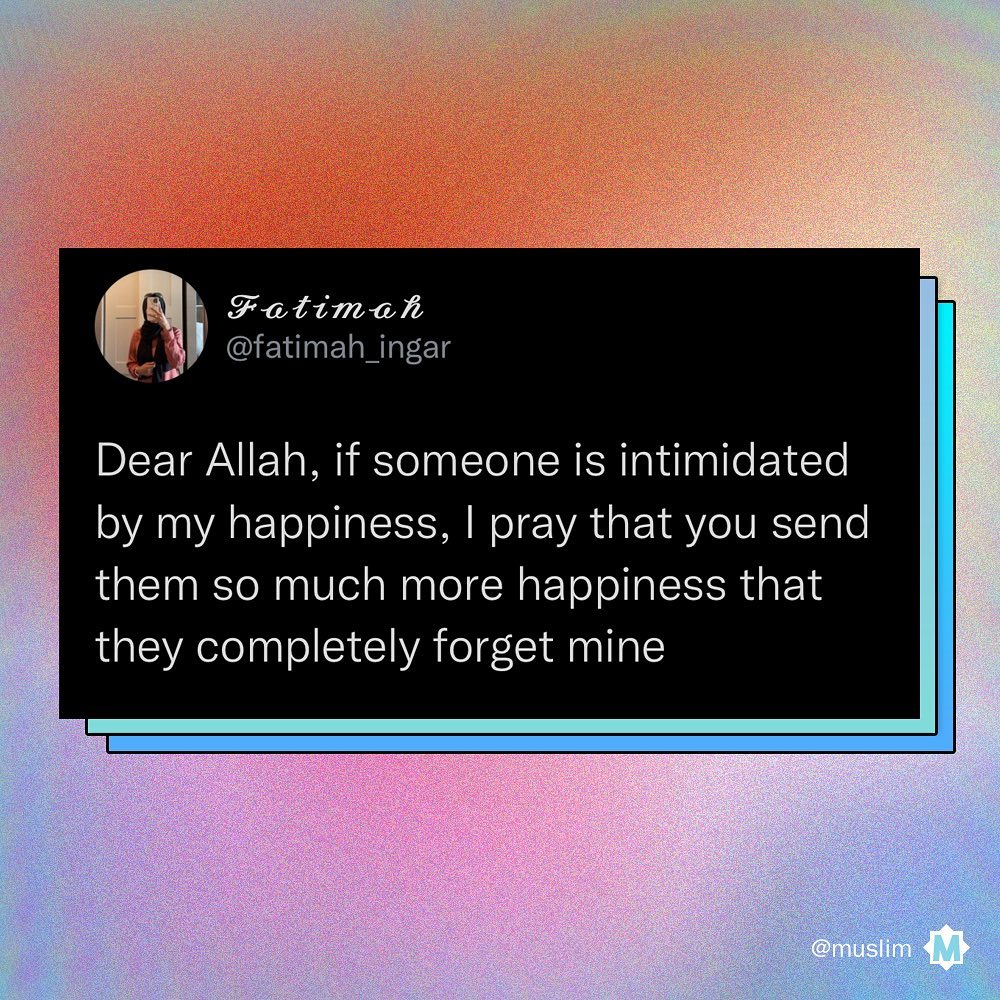 𝓕𝓪𝓽𝓲𝓶𝓪𝓱
@fatimah_ingar
Dear Allah, if someone is intimidated
by my happiness, I pray that you send
them so much more happiness that
they completely forget mine
@muslim M